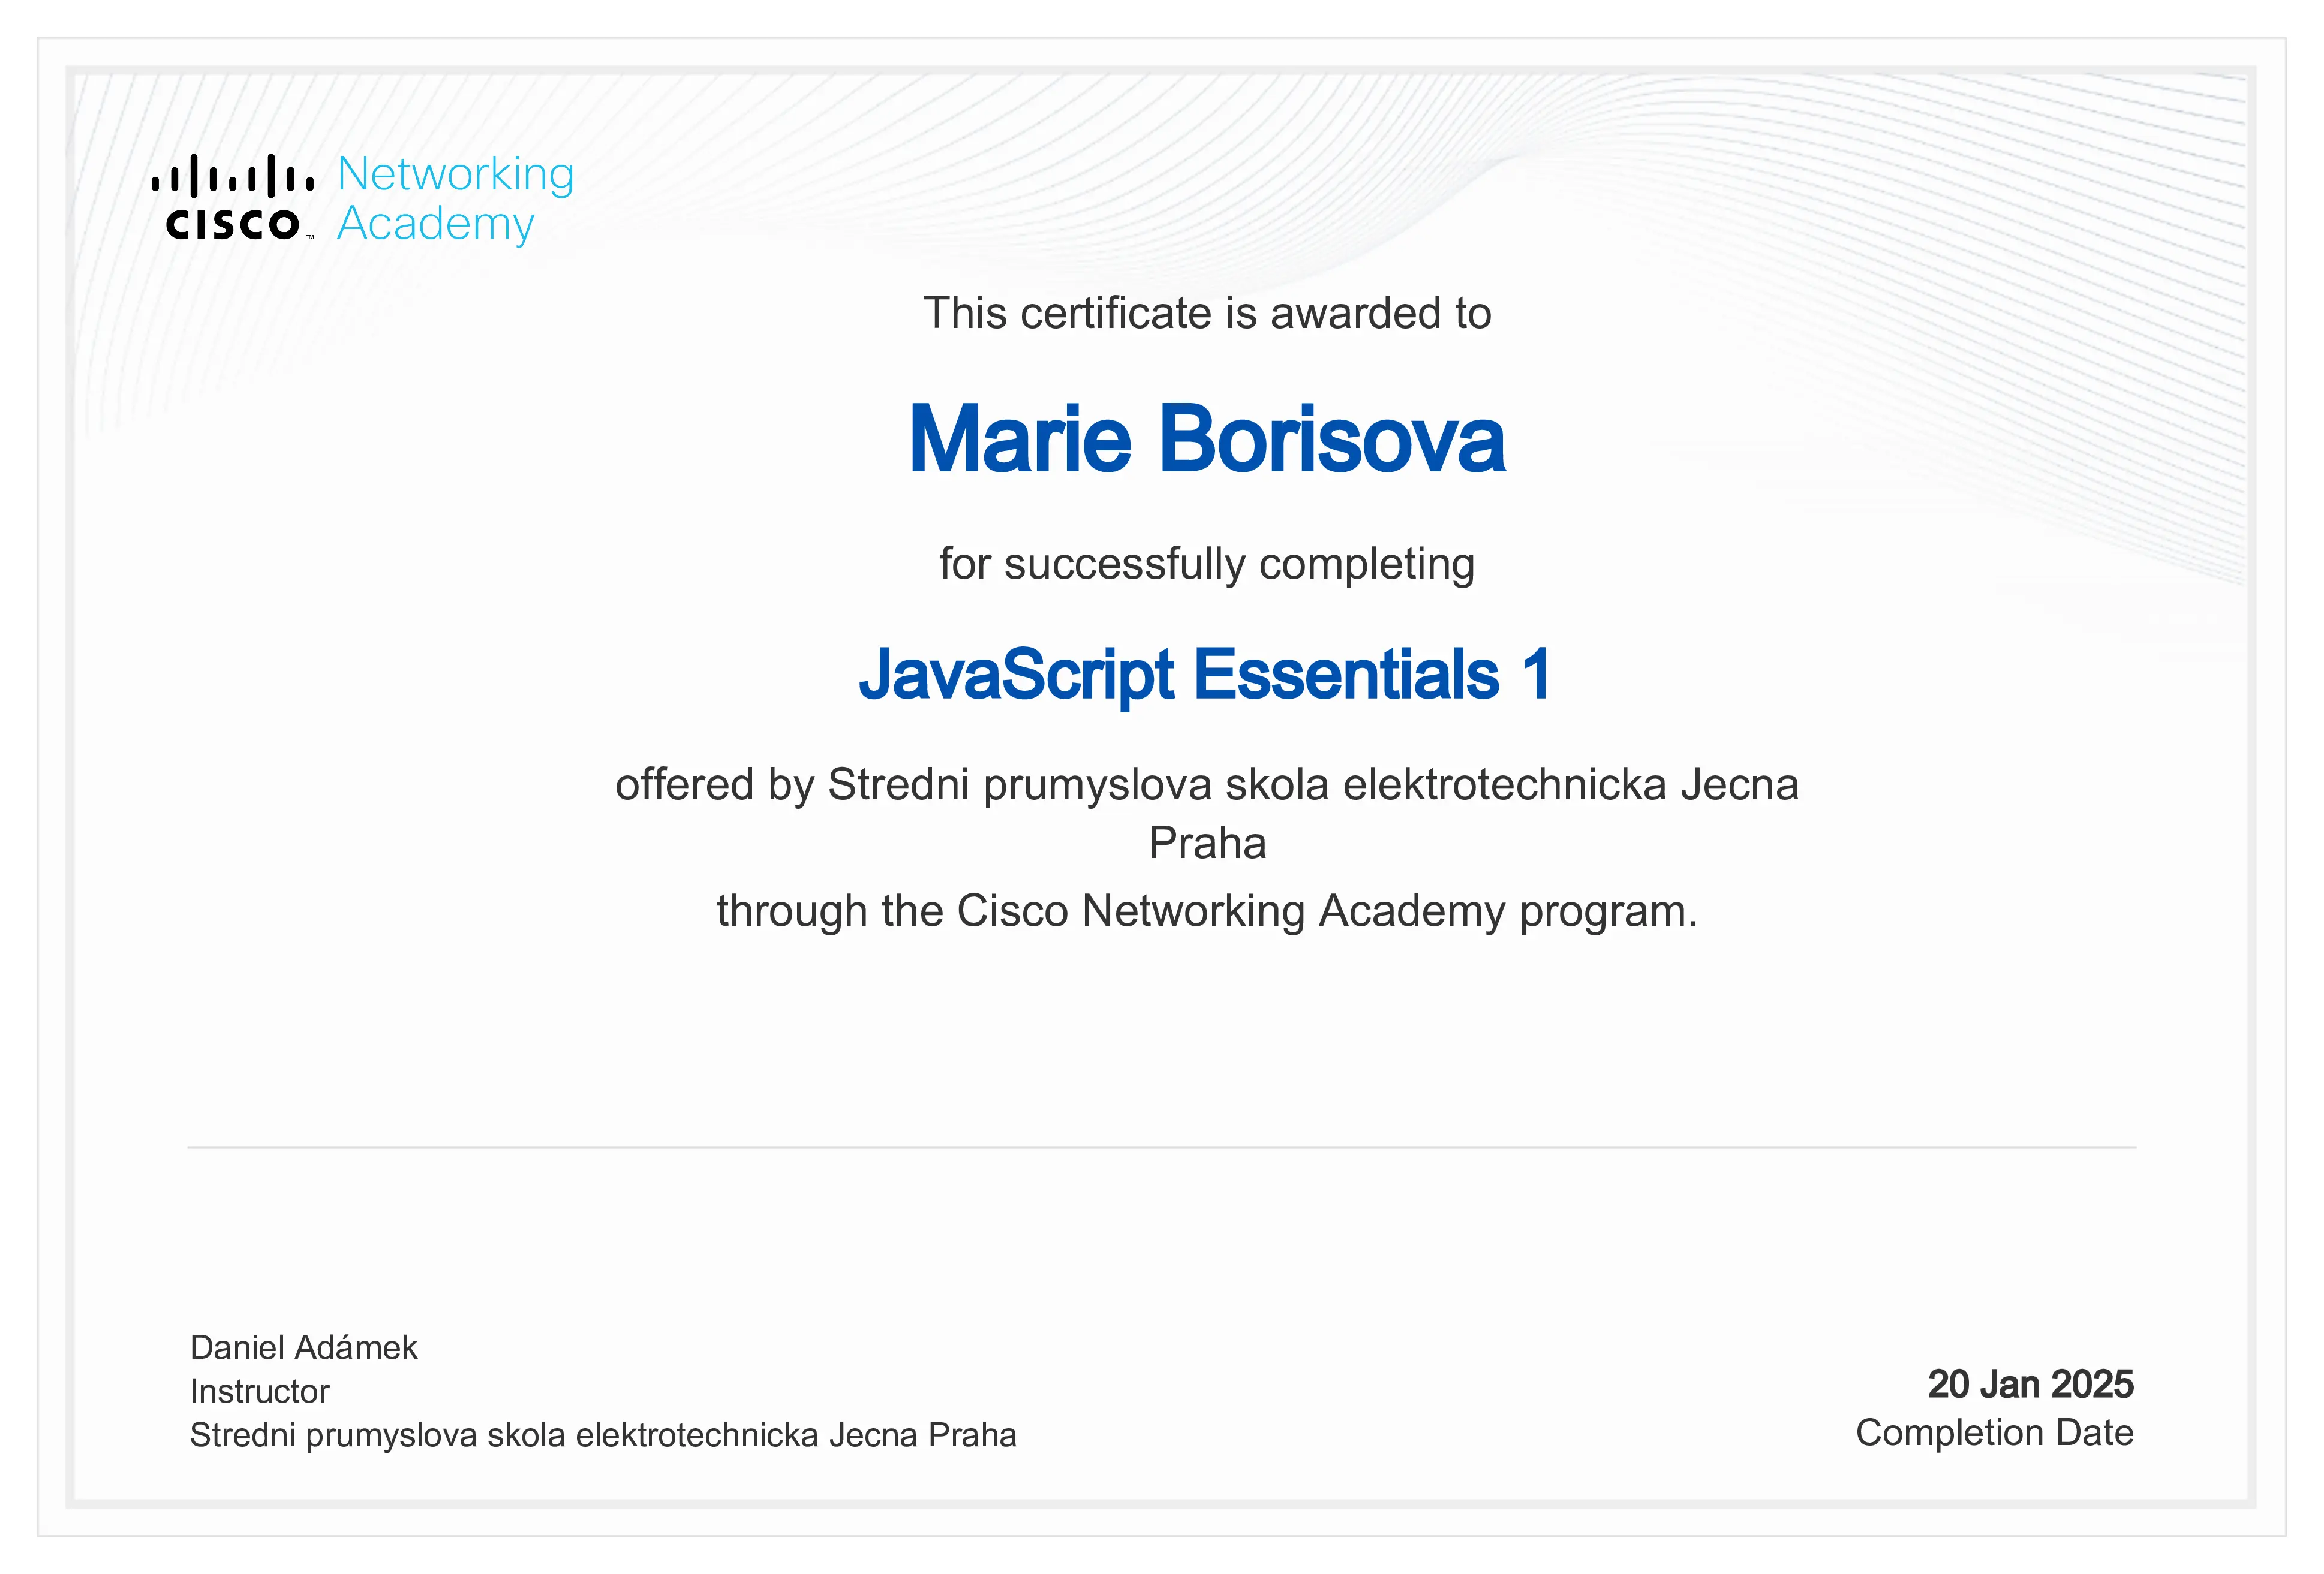 Networking
Academy
CISCO™
This certificate is awarded to
Marie Borisova
for successfully completing
JavaScript Essentials 1
offered by Stredni prumyslova skola elektrotechnicka Jecna
Praha
through the Cisco Networking Academy program.
Daniel Adámek
Instructor
Stredni prumyslova skola elektrotechnicka Jecna Praha
20 Jan 2025
Completion Date